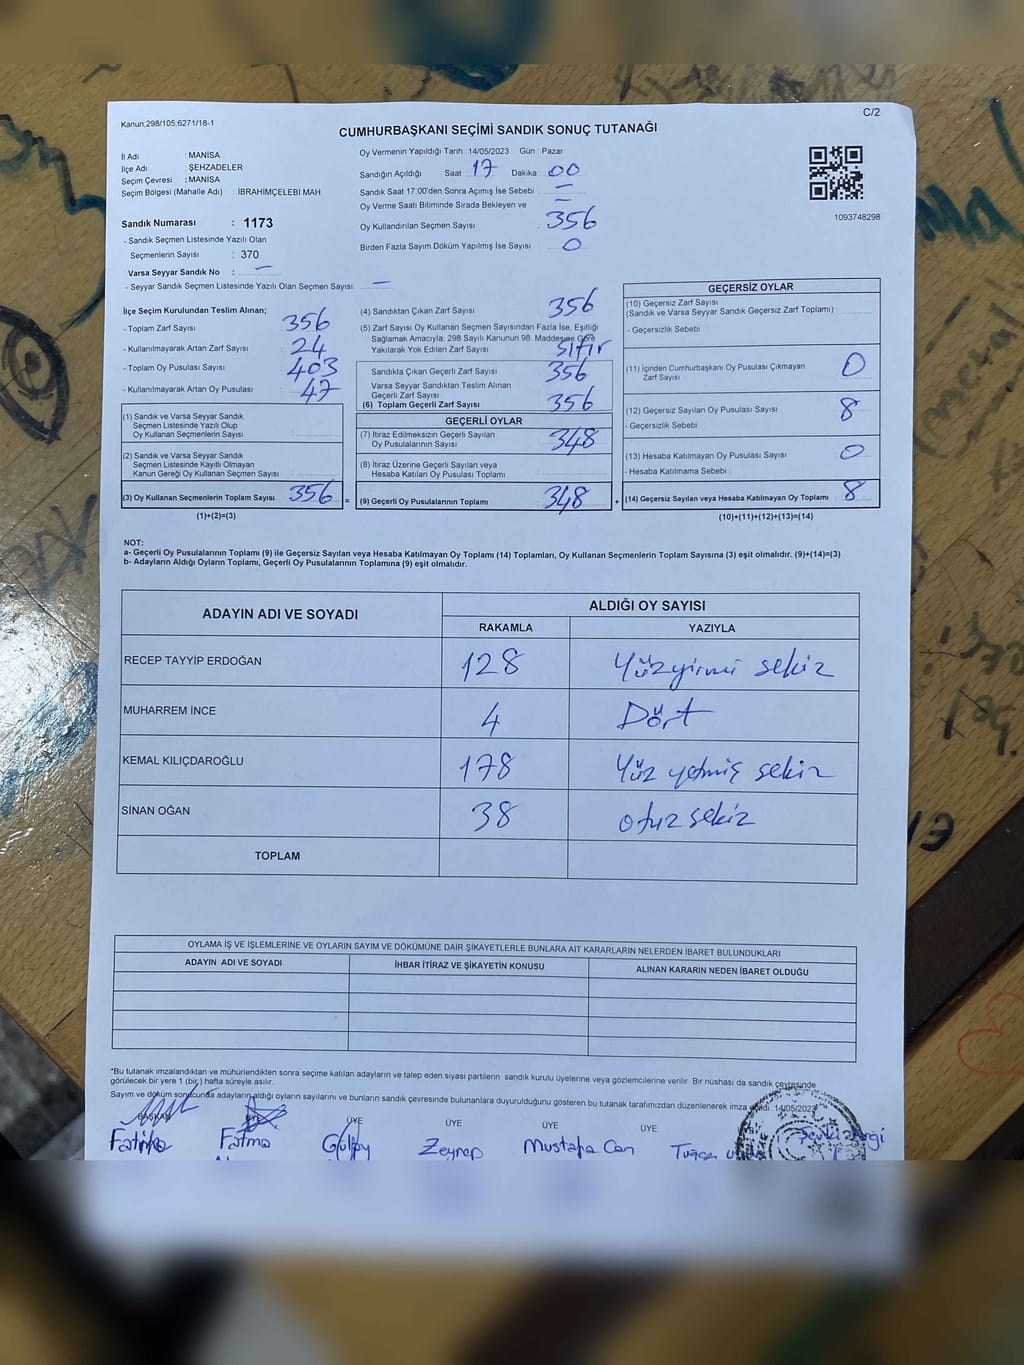 Kanun;298/105,6271/18-1
C/2
CUMHURBAŞKANI SEÇİMİ SANDIK SONUÇ TUTANAĞI
İl Adı : MANİSA
İlçe Adı : ŞEHZADELER
Seçim Çevresi : MANİSA
Seçim Bölgesi (Mahalle Adı) : İBRAHİMÇELEBİ MAH
Sandık Numarası : 1173
- Sandık Seçmen Listesinde Yazılı Olan
Seçmenlerin Sayısı : 370
Varsa Seyyar Sandık No : —
- Seyyar Sandık Seçmen Listesinde Yazılı Olan Seçmen Sayısı: —
Oy Vermenin Yapıldığı Tarih :14/05/2023 Gün : Pazar
Sandığın Açıldığı Saat : 17 Dakika : 00
Sandık Saat 17:00'den Sonra Açımış İse Sebebi : —
Oy Verme Saati Bitiminde Sırada Bekleyen ve —
Oy Kullandırılan Seçmen Sayısı : 356
Birden Fazla Sayım Döküm Yapılmış İse Sayısı : 0
1093748298
İlçe Seçim Kurulundan Teslim Alınan;
- Toplam Zarf Sayısı : 356
- Kullanılmayarak Artan Zarf Sayısı : 24
- Toplam Oy Pusulası Sayısı : 403
- Kullanılmayarak Artan Oy Pusulası : 47
(1) Sandık ve Varsa Seyyar Sandık
Seçmen Listesinde Yazılı Olup
Oy Kullanan Seçmenlerin Sayısı :
(2) Sandık ve Varsa Seyyar Sandık
Seçmen Listesinde Kayıtlı Olmayan
Kanun Gereği Oy Kullanan Seçmen Sayısı :
(3) Oy Kullanan Seçmenlerin Toplam Sayısı : 356 =
(1)+(2)=(3)
(4) Sandıktan Çıkan Zarf Sayısı : 356
(5) Zarf Sayısı Oy Kullanan Seçmen Sayısından Fazla İse, Eşitliği
Sağlamak Amacıyla, 298 Sayılı Kanunun 98. Maddesine Göre
Yakılarak Yok Edilen Zarf Sayısı : sıfır
Sandıkta Çıkan Geçerli Zarf Sayısı : 356
Varsa Seyyar Sandıktan Teslim Alınan
Geçerli Zarf Sayısı :
(6) Toplam Geçerli Zarf Sayısı : 356
GEÇERLİ OYLAR
(7) İtiraz Edilmeksizin Geçerli Sayılan
Oy Pusulalarının Sayısı : 348
(8) İtiraz Üzerine Geçerli Sayılan veya
Hesaba Katılan Oy Pusulası Toplamı :
(9) Geçerli Oy Pusulalarının Toplamı : 348 +
GEÇERSİZ OYLAR
(10) Geçersiz Zarf Sayısı
(Sandık ve Varsa Seyyar Sandık Geçersiz Zarf Toplamı) :
- Geçersizlik Sebebi :
(11) İçinden Cumhurbaşkanı Oy Pusulası Çıkmayan
Zarf Sayısı : 0
(12) Geçersiz Sayılan Oy Pusulası Sayısı : 8
- Geçersizlik Sebebi :
(13) Hesaba Katılmayan Oy Pusulası Sayısı : 0
- Hesaba Katılmama Sebebi :
(14) Geçersiz Sayılan veya Hesaba Katılmayan Oy Toplamı : 8
(10)+(11)+(12)+(13)=(14)
NOT:
a- Geçerli Oy Pusulalarının Toplamı (9) ile Geçersiz Sayılan veya Hesaba Katılmayan Oy Toplamı (14) Toplamları, Oy Kullanan Seçmenlerin Toplam Sayısına (3) eşit olmalıdır. (9)+(14)=(3)
b- Adayların Aldığı Oyların Toplamı, Geçerli Oy Pusulalarının Toplamına (9) eşit olmalıdır.
ADAYIN ADI VE SOYADI
ALDIĞI OY SAYISI
RAKAMLA YAZIYLA
RECEP TAYYİP ERDOĞAN 128 Yüzyirmi sekiz
MUHARREM İNCE 4 Dört
KEMAL KILIÇDAROĞLU 178 Yüz yetmiş sekiz
SİNAN OĞAN 38 otuz sekiz
TOPLAM
OYLAMA İŞ VE İŞLEMLERİNE VE OYLARIN SAYIM VE DÖKÜMÜNE DAİR ŞİKAYETLERLE BUNLARA AİT KARARLARIN NELERDEN İBARET BULUNDUKLARI
ADAYIN ADI VE SOYADI İHBAR İTİRAZ VE ŞİKAYETİN KONUSU ALINAN KARARIN NEDEN İBARET OLDUĞU
*Bu tutanak imzalandıktan ve mühürlendikten sonra seçime katılan adayların ve talep eden siyasi partilerin sandık kurulu üyelerine veya gözlemcilerine verilir. Bir nüshası da sandık çevresinde
görülecek bir yere 1 (bir ) hafta süreyle asılır.
Sayım ve döküm sonucunda adayların aldığı oyların sayılarını ve bunların sandık çevresinde bulunanlara duyurulduğunu gösteren bu tutanak tarafımızdan düzenlenerek imza edildi. 14/05/2023
BAŞKAN ÜYE ÜYE ÜYE ÜYE ÜYE
Fatma Zeynep Mustafa Can